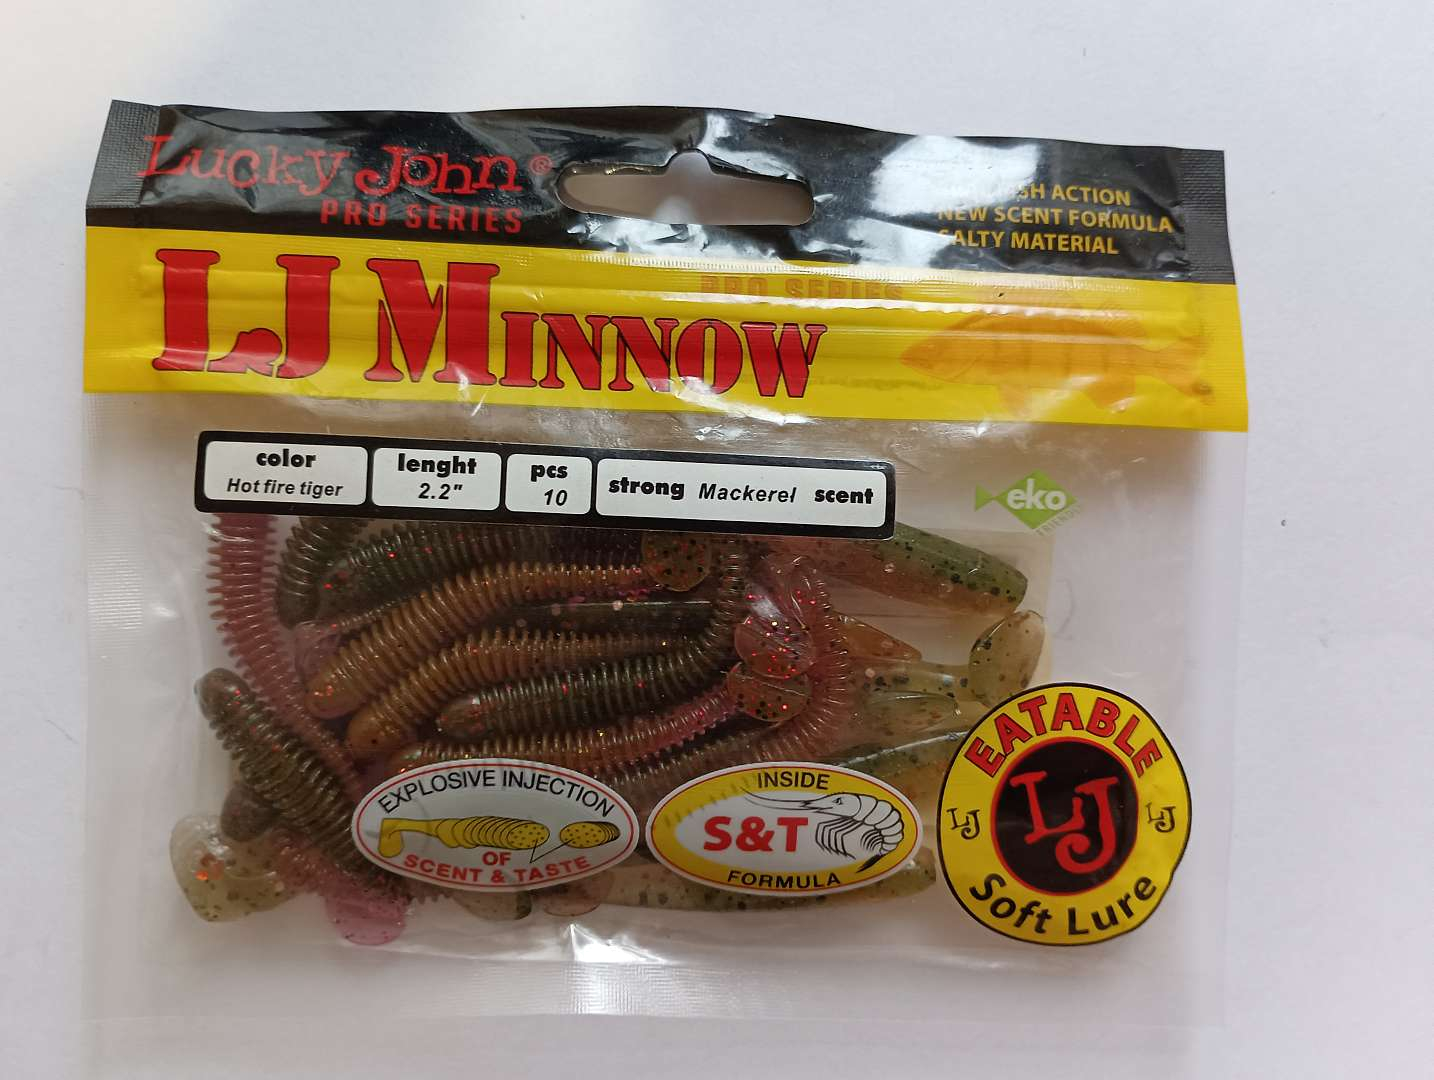 Lucky John®
PRO SERIES
ACTION
NEW SCENT FORMULA
SALTY MATERIAL
PRO SERIES
LJ MINNOW
color
Hot fire tiger
lenght
2.2"
pcs
10
strong Mackerel scent
eko
EXPLOSIVE INJECTION
OF
SCENT & TASTE
INSIDE
S&T
FORMULA
EATABLE
LJ
LJ
LJ
Soft Lure